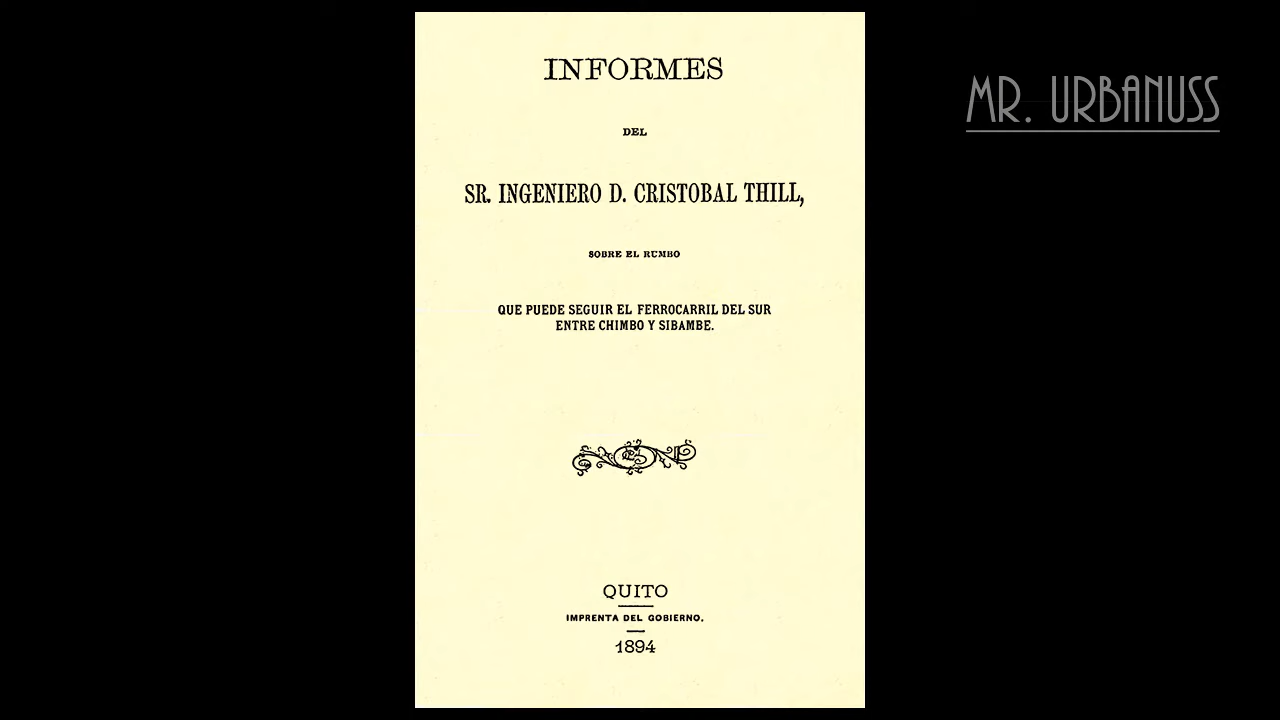 INFORMES
DEL
SR. INGENIERO D. CRISTOBAL THILL,
SOBRE EL RUMBO
QUE PUEDE SEGUIR EL FERROCARRIL DEL SUR
ENTRE CHIMBO Y SIBAMBE.
QUITO
IMPRENTA DEL GOBIERNO.
1894
MR. URBANUSS